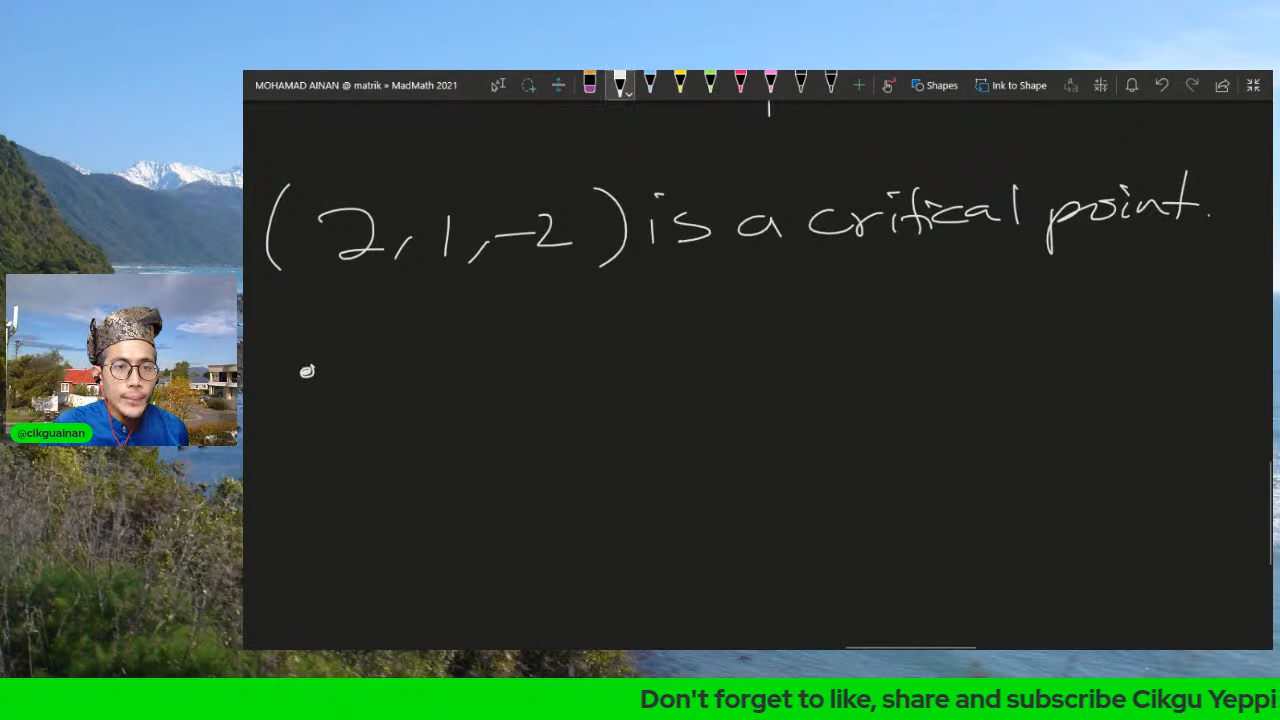 MOHAMAD AINAN @ matrik » MadMath 2021
Shapes
Ink to Shape
(2, 1, -2) is a critical point.
@cikguainan
Don't forget to like, share and subscribe Cikgu Yeppi